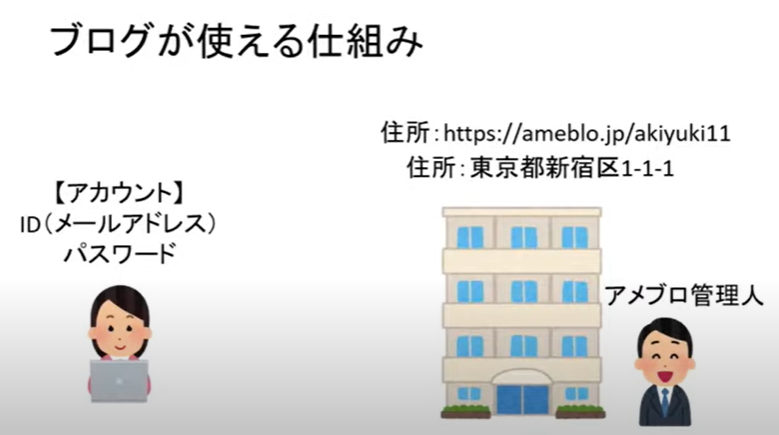 ブログが使える仕組み
住所：https://ameblo.jp/akiyuki11
住所：東京都新宿区1-1-1
【アカウント】
ID（メールアドレス）
パスワード
アメブロ管理人